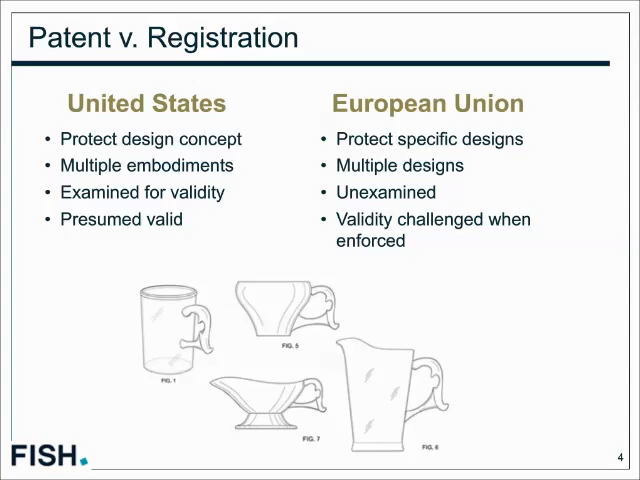 Patent v. Registration
United States
• Protect design concept
• Multiple embodiments
• Examined for validity
• Presumed valid
European Union
• Protect specific designs
• Multiple designs
• Unexamined
• Validity challenged when
enforced
FIG. 5
FIG. 1
FIG. 7
FIG. 6
FISH.
4